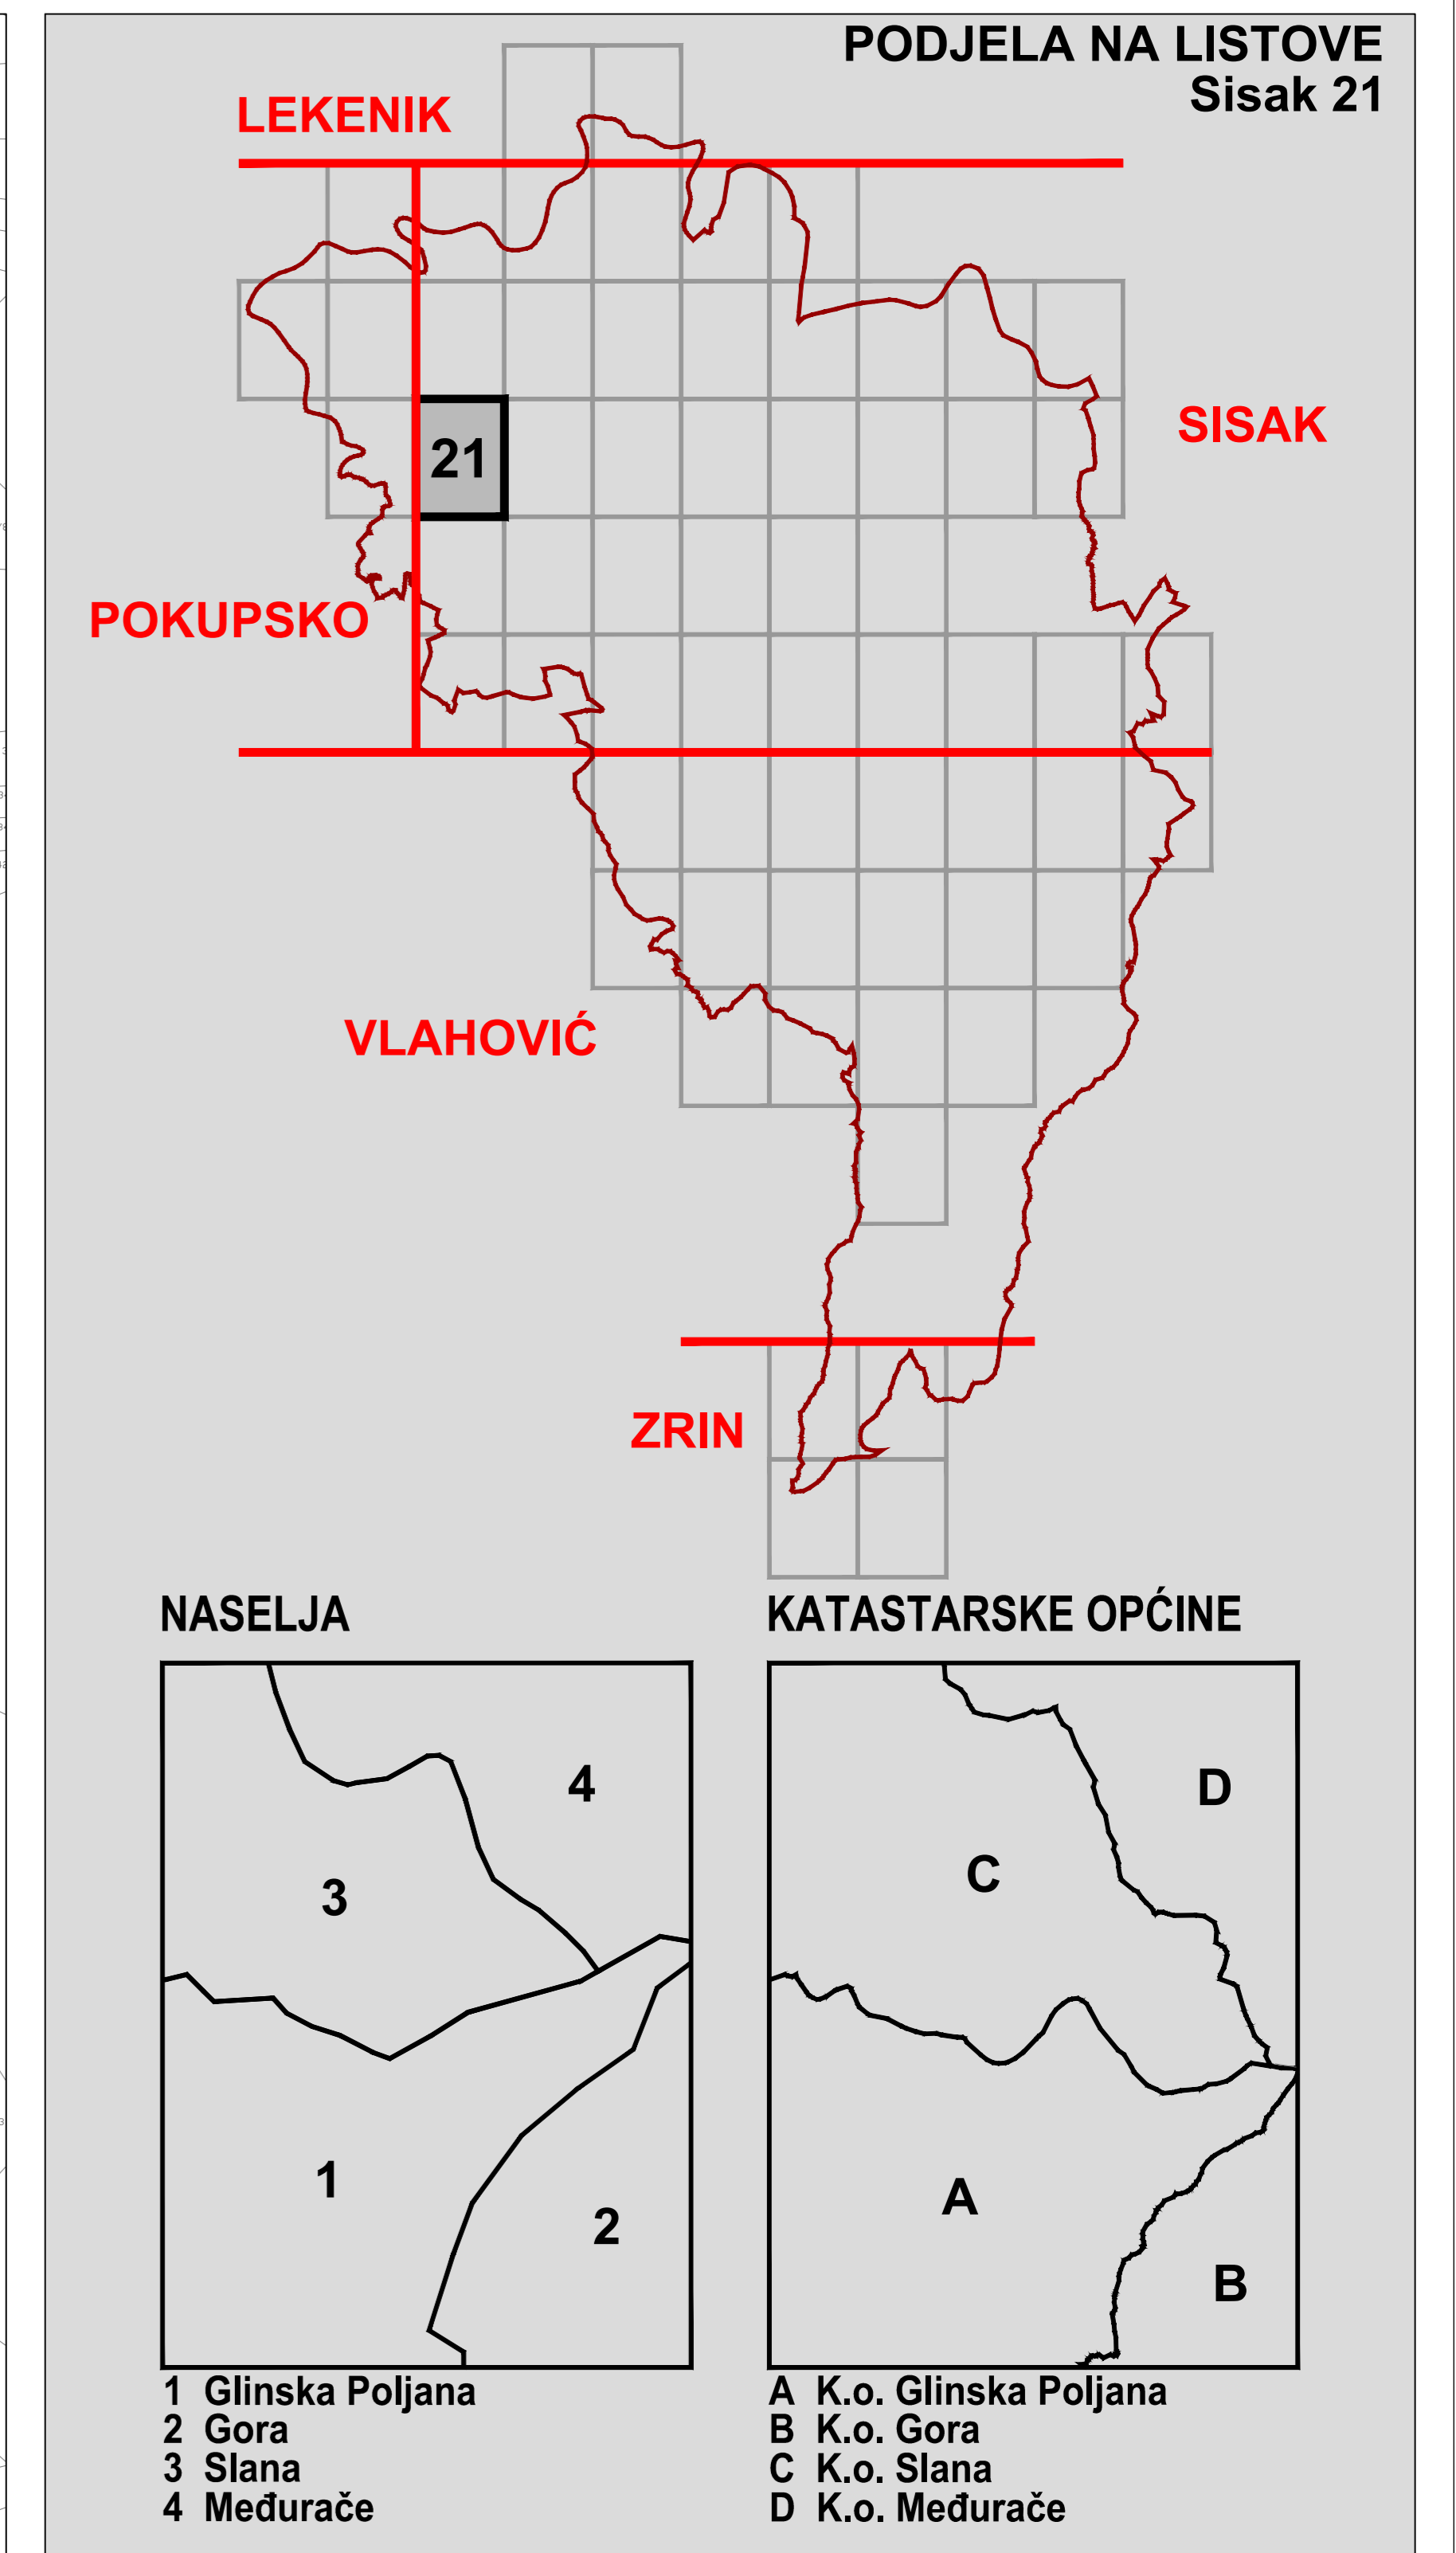 PODJELA NA LISTOVE
Sisak 21
LEKENIK
SISAK
21
POKUPSKO
VLAHOVIĆ
ZRIN
NASELJA
4
3
1
2
1 Glinska Poljana
2 Gora
3 Slana
4 Međurače
KATASTARSKE OPĆINE
D
C
A
B
A K.o. Glinska Poljana
B K.o. Gora
C K.o. Slana
D K.o. Međurače